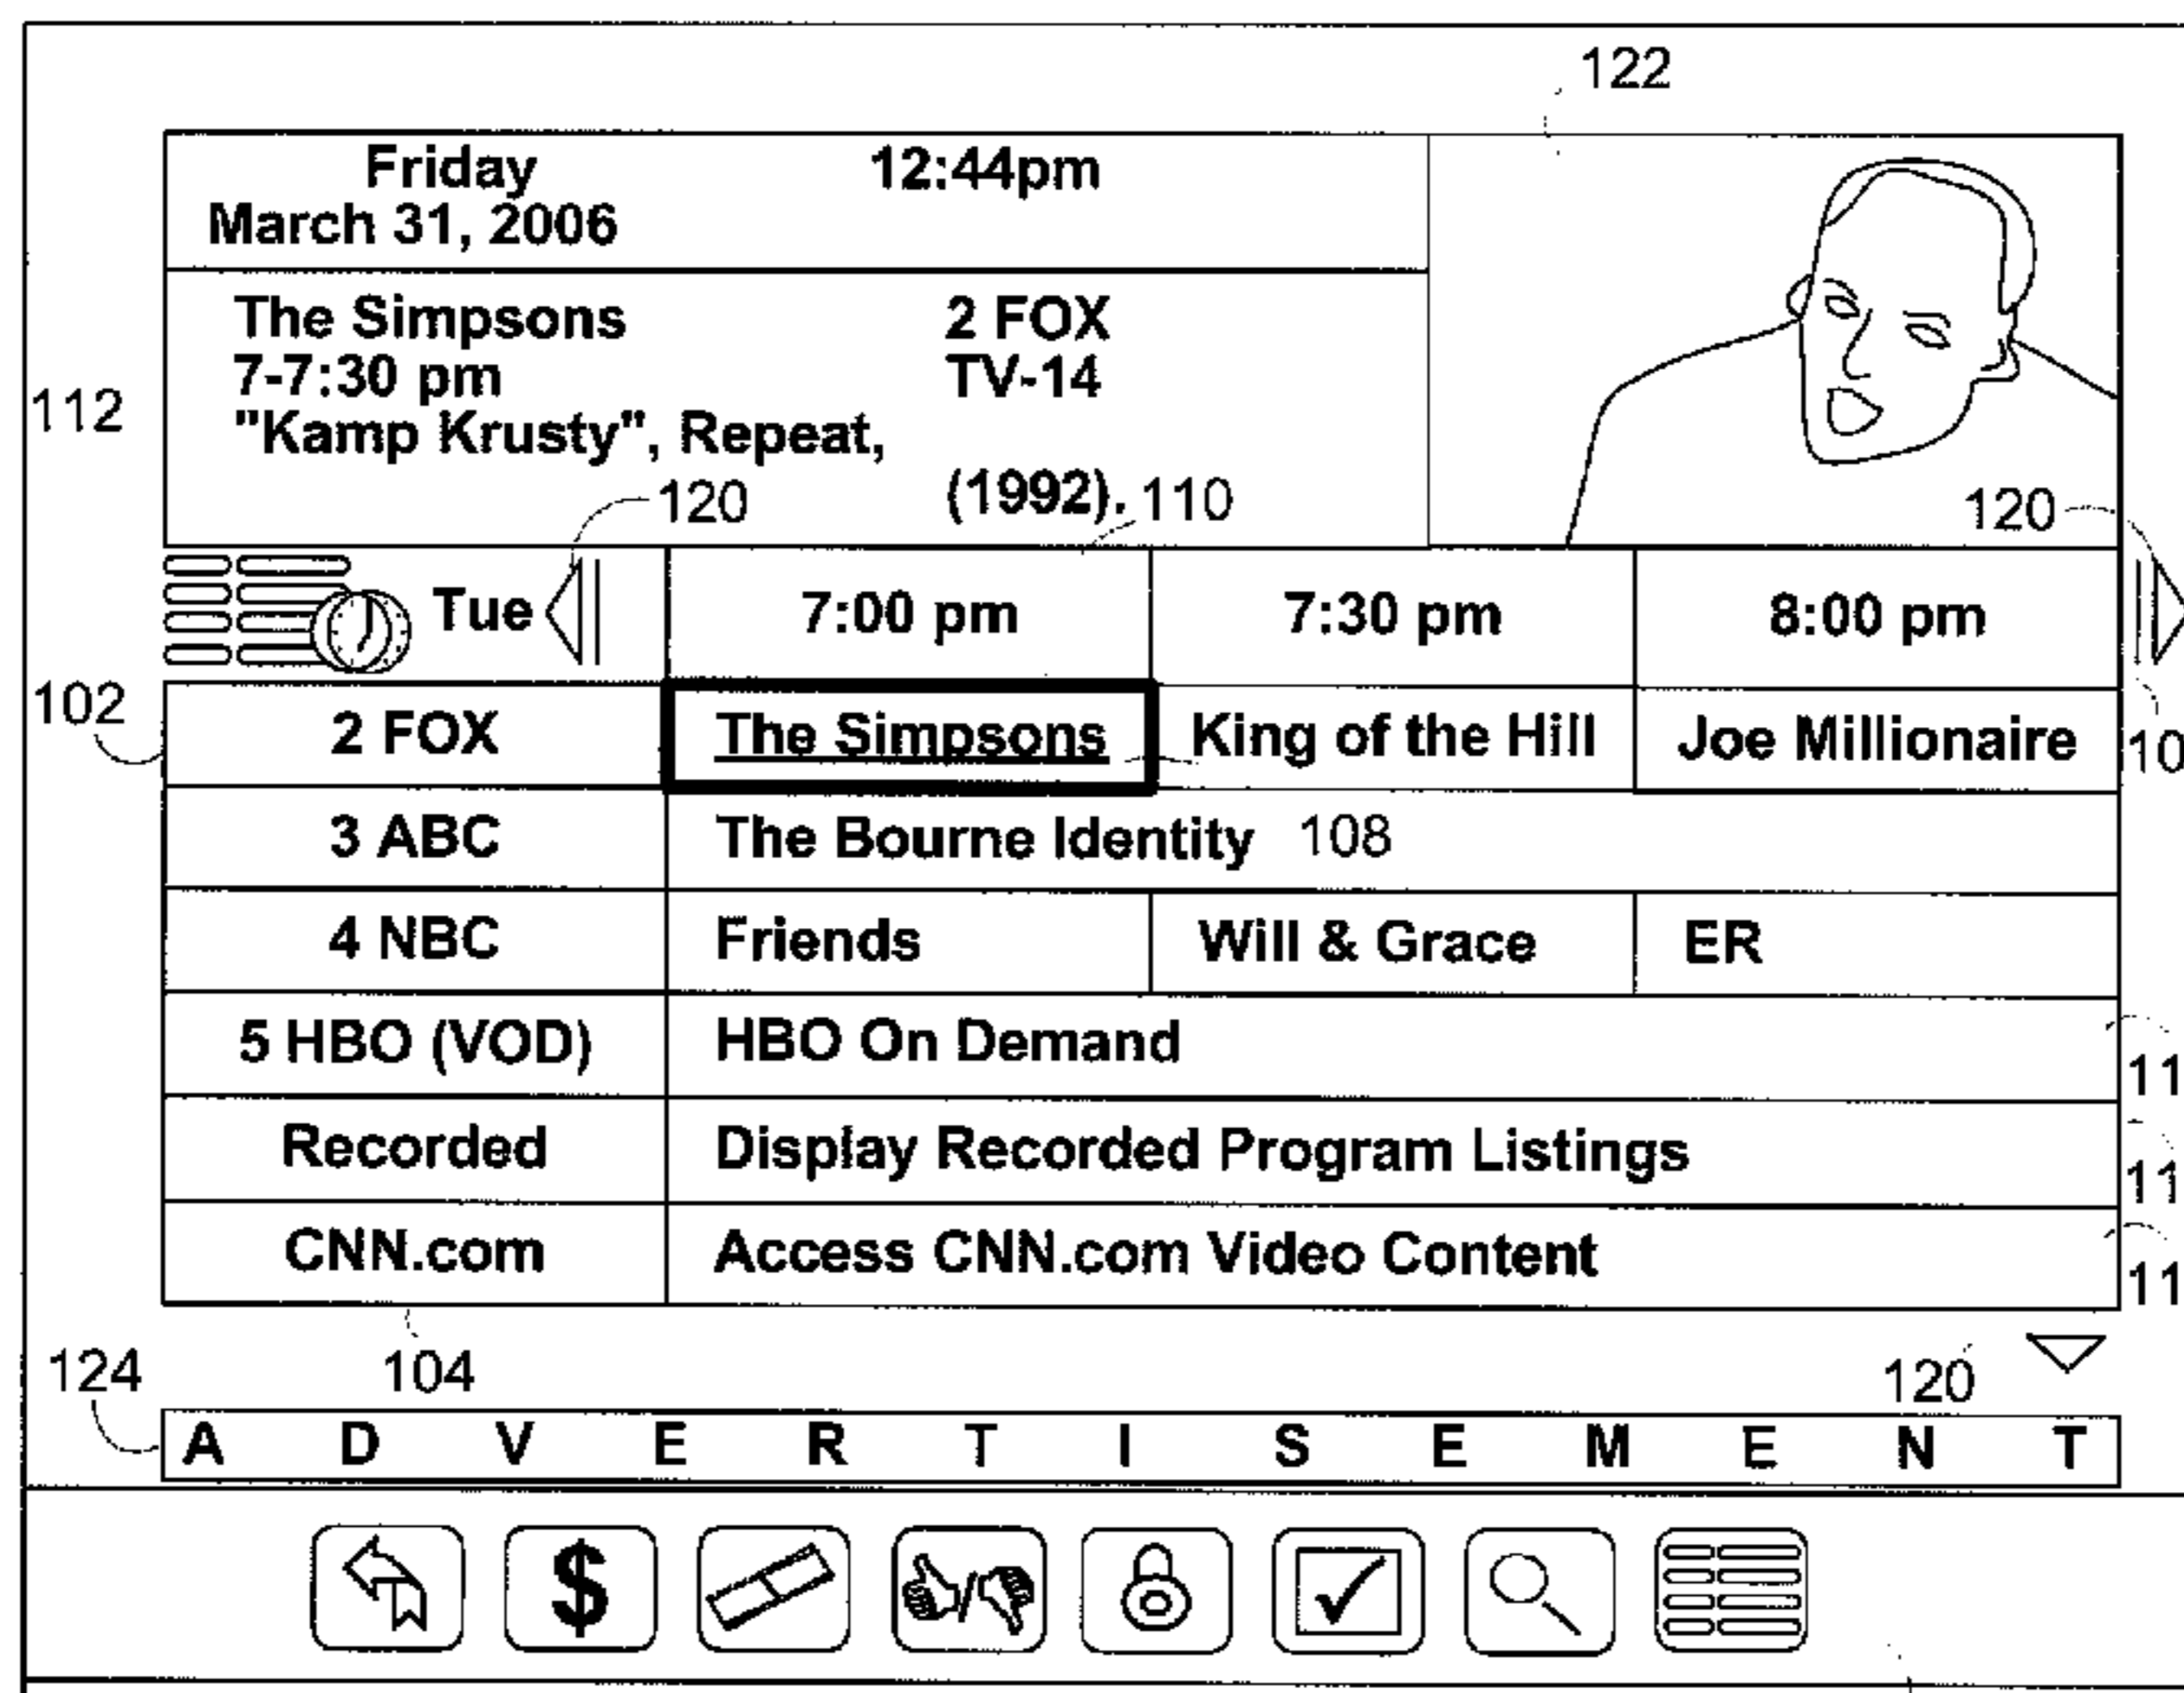 122
Friday 12:44pm
March 31, 2006
The Simpsons 2 FOX
7-7:30 pm TV-14
112
"Kamp Krusty", Repeat,
120 (1992). 110 120
Tue 7:00 pm 7:30 pm 8:00 pm
102
2 FOX The Simpsons King of the Hill Joe Millionaire
10
3 ABC The Bourne Identity 108
4 NBC Friends Will & Grace ER
5 HBO (VOD) HBO On Demand
11
Recorded Display Recorded Program Listings
11
CNN.com Access CNN.com Video Content
11
124 104 120
A D V E R T I S E M E N T
$